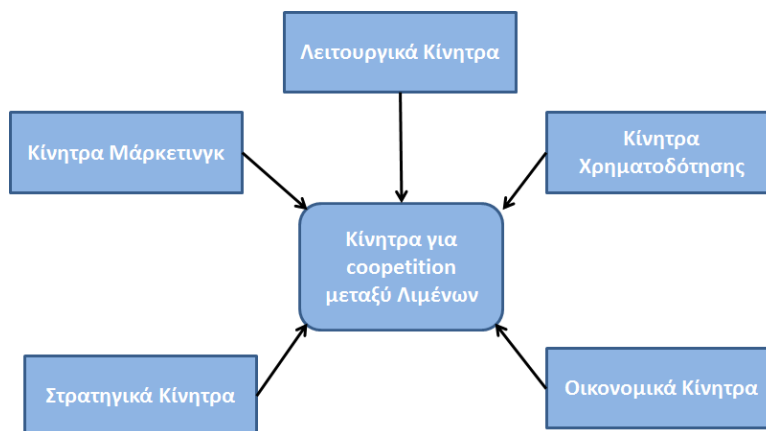 Λειτουργικά Κίνητρα
Κίνητρα Μάρκετινγκ
Κίνητρα
Χρηματοδότησης
Κίνητρα για
coopetition
μεταξύ Λιμένων
Στρατηγικά Κίνητρα
Οικονομικά Κίνητρα